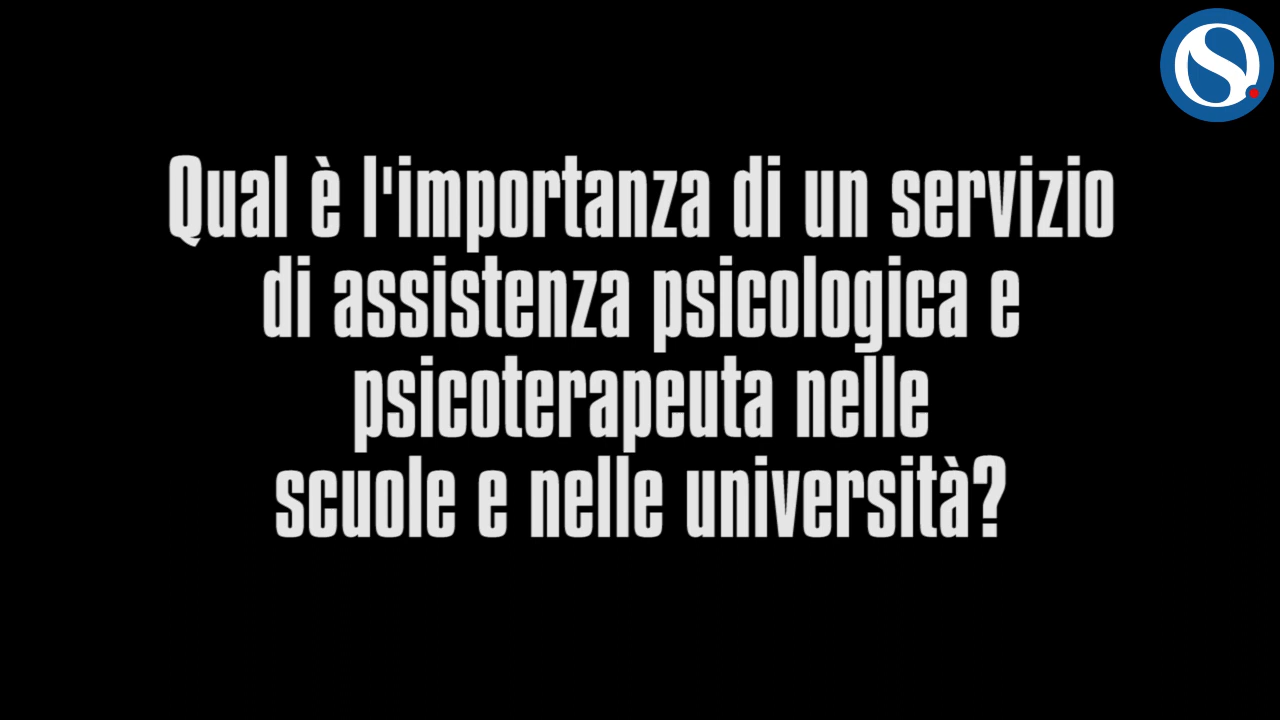 Qual è l'importanza di un servizio
di assistenza psicologica e
psicoterapeuta nelle
scuole e nelle università?